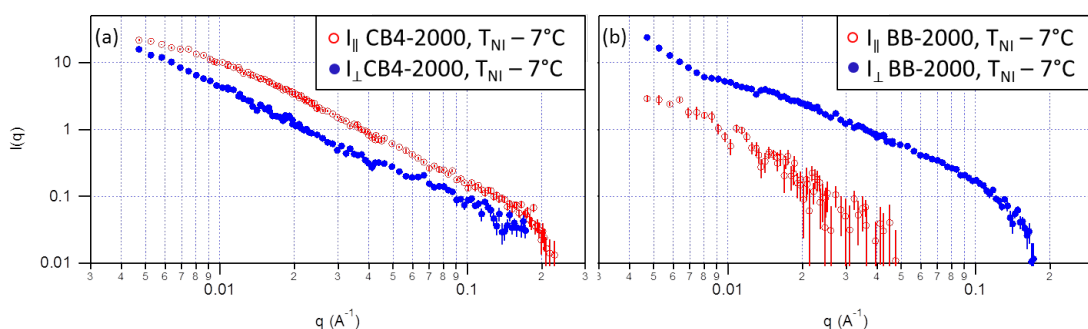 (a)
I∥ CB4-2000, TNI – 7°C
I⊥CB4-2000, TNI – 7°C
(b)
I∥ BB-2000, TNI – 7°C
I⊥ BB-2000, TNI – 7°C
I(q)
10
1
0.1
0.01
3 4 5 6 7 8 9 0.01 2 3 4 5 6 7 8 9 0.1 2 3
q (A⁻¹)
3 4 5 6 7 8 9 0.01 2 3 4 5 6 7 8 9 0.1 2
q (A⁻¹)